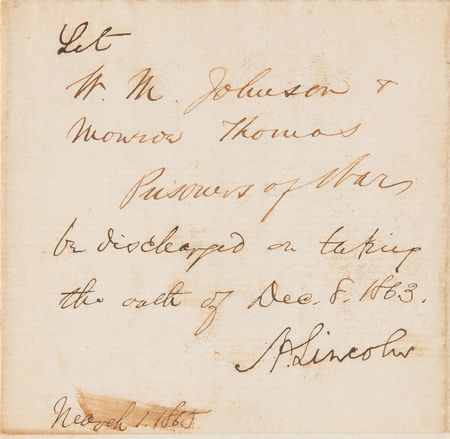 Let
W. M. Johnson &
Monroe Thomas
Prisoners of War,
be discharged on taking
the oath of Dec. 8. 1863.
A. Lincoln
March 1. 1865